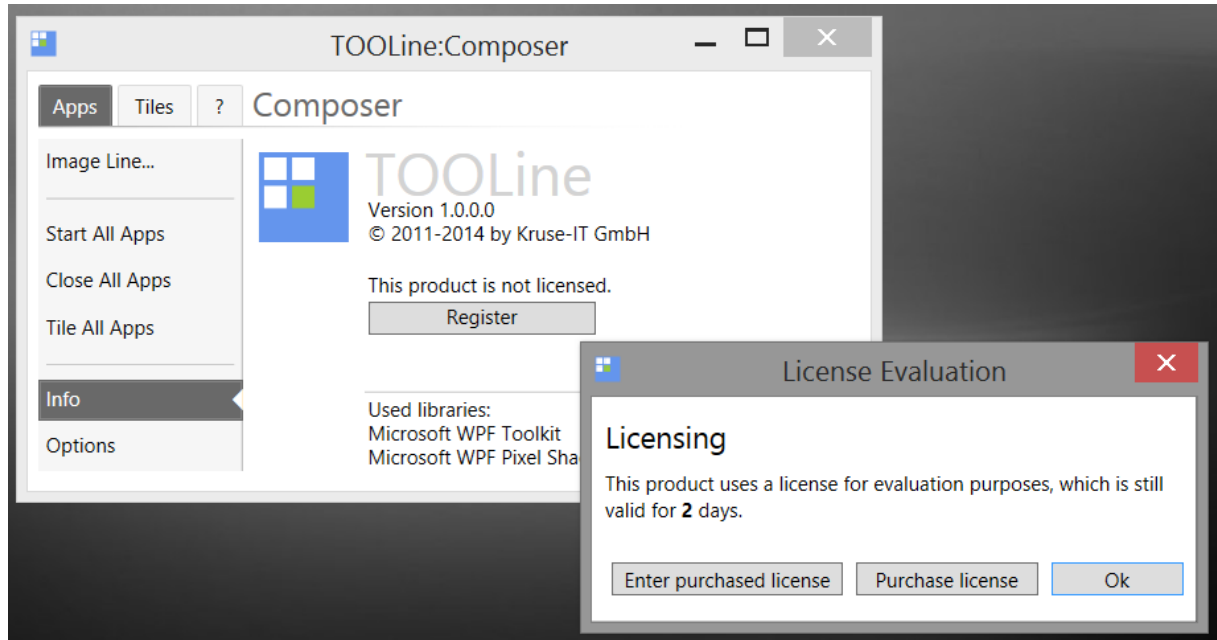 TOOLine:Composer
Apps
Tiles
?
Composer
Image Line...
Start All Apps
Close All Apps
Tile All Apps
Info
Options
TOOLine
Version 1.0.0.0
© 2011-2014 by Kruse-IT GmbH
This product is not licensed.
Register
Used libraries:
Microsoft WPF Toolkit
Microsoft WPF Pixel
License Evaluation
Licensing
This product uses a license for evaluation purposes, which is still
valid for 2 days.
Enter purchased license
Purchase license
Ok